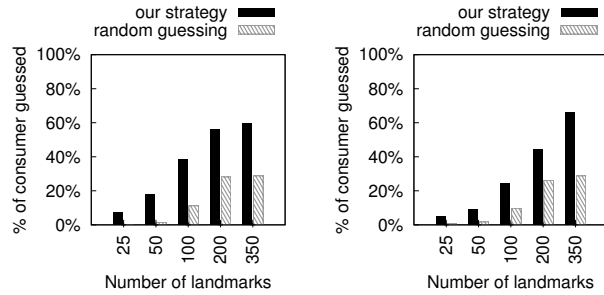 our strategy
random guessing
100%
80%
60%
40%
20%
0%
% of consumer guessed
25
50
100
200
350
Number of landmarks
our strategy
random guessing
100%
80%
60%
40%
20%
0%
% of consumer guessed
25
50
100
200
350
Number of landmarks